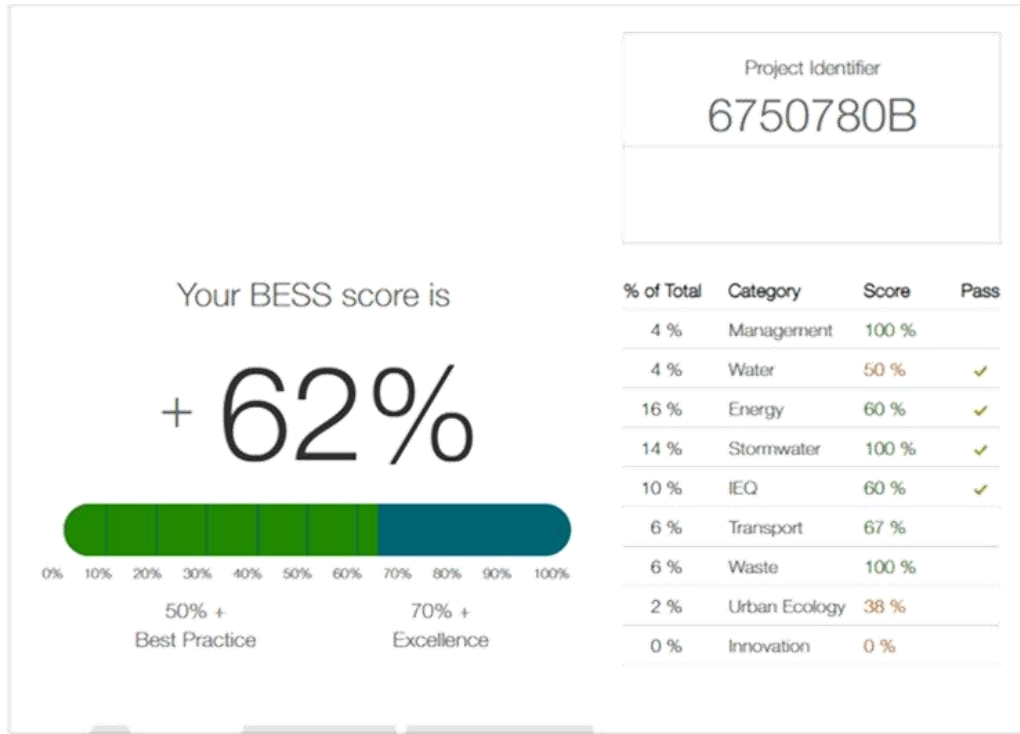 Project Identifier
6750780B
Your BESS score is
+ 62%
0% 10% 20% 30% 40% 50% 60% 70% 80% 90% 100%
50% +
Best Practice
70% +
Excellence
% of Total Category Score Pass
4 % Management 100 %
4 % Water 50 % ✓
16 % Energy 60 % ✓
14 % Stormwater 100 % ✓
10 % IEQ 60 % ✓
6 % Transport 67 %
6 % Waste 100 %
2 % Urban Ecology 38 %
0 % Innovation 0 %